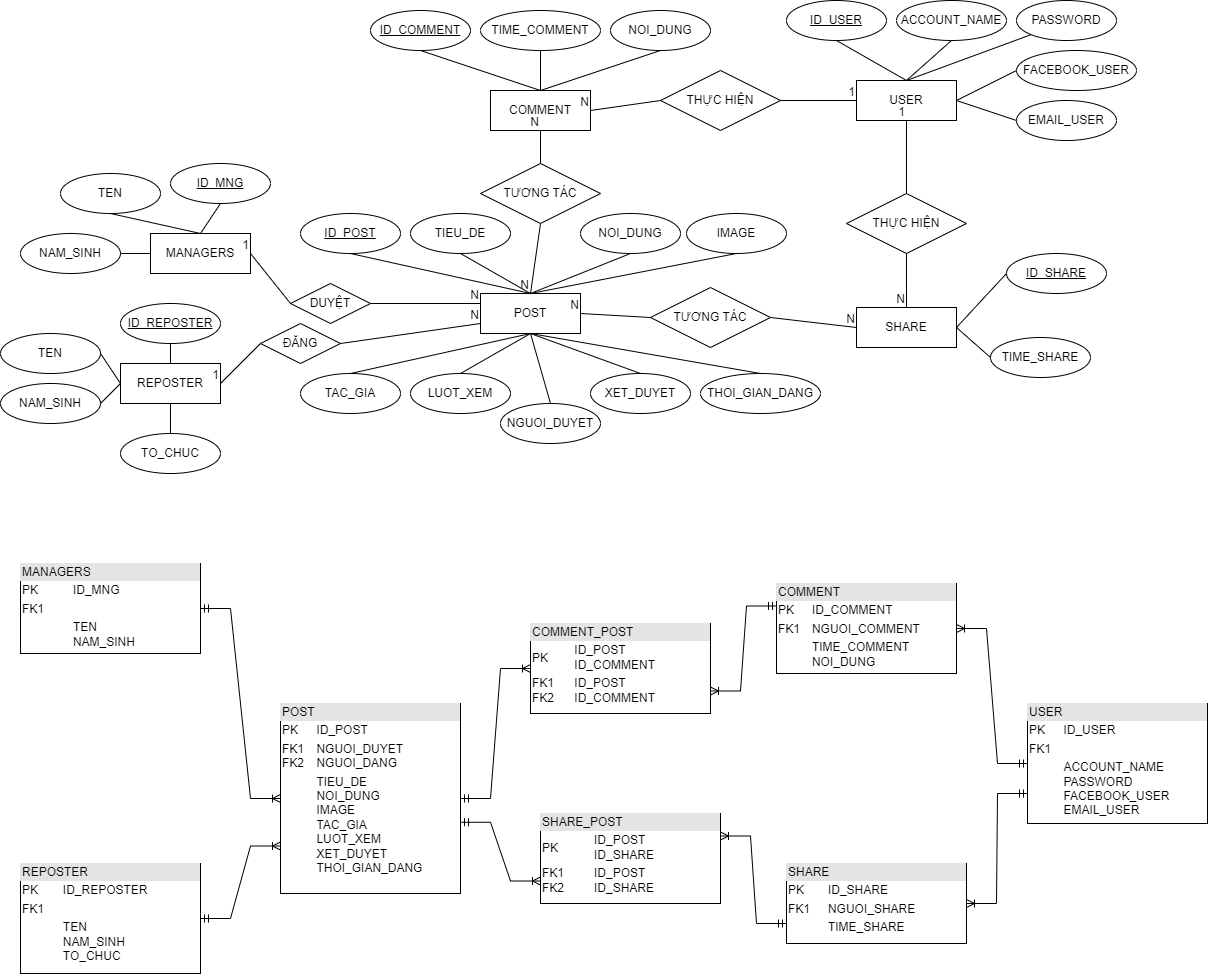 ID_COMMENT
TIME_COMMENT
NOI_DUNG
ID_USER
ACCOUNT_NAME
PASSWORD
FACEBOOK_USER
EMAIL_USER
COMMENT
N
N
THỰC HIỆN
1
USER
1
TƯƠNG TÁC
THỰC HIỆN
TEN
ID_MNG
NAM_SINH
MANAGERS
1
DUYỆT
N
ID_POST
TIEU_DE
NOI_DUNG
IMAGE
N
POST
N
N
TƯƠNG TÁC
N
N
SHARE
ID_SHARE
TIME_SHARE
ID_REPOSTER
TEN
NAM_SINH
REPOSTER
1
TO_CHUC
ĐĂNG
TAC_GIA
LUOT_XEM
NGUOI_DUYET
XET_DUYET
THOI_GIAN_DANG
MANAGERS
PK ID_MNG
FK1
TEN
NAM_SINH
REPOSTER
PK ID_REPOSTER
FK1
TEN
NAM_SINH
TO_CHUC
POST
PK ID_POST
FK1 NGUOI_DUYET
FK2 NGUOI_DANG
TIEU_DE
NOI_DUNG
IMAGE
TAC_GIA
LUOT_XEM
XET_DUYET
THOI_GIAN_DANG
COMMENT_POST
PK ID_POST
ID_COMMENT
FK1 ID_POST
FK2 ID_COMMENT
SHARE_POST
PK ID_POST
ID_SHARE
FK1 ID_POST
FK2 ID_SHARE
COMMENT
PK ID_COMMENT
FK1 NGUOI_COMMENT
TIME_COMMENT
NOI_DUNG
SHARE
PK ID_SHARE
FK1 NGUOI_SHARE
TIME_SHARE
USER
PK ID_USER
FK1
ACCOUNT_NAME
PASSWORD
FACEBOOK_USER
EMAIL_USER